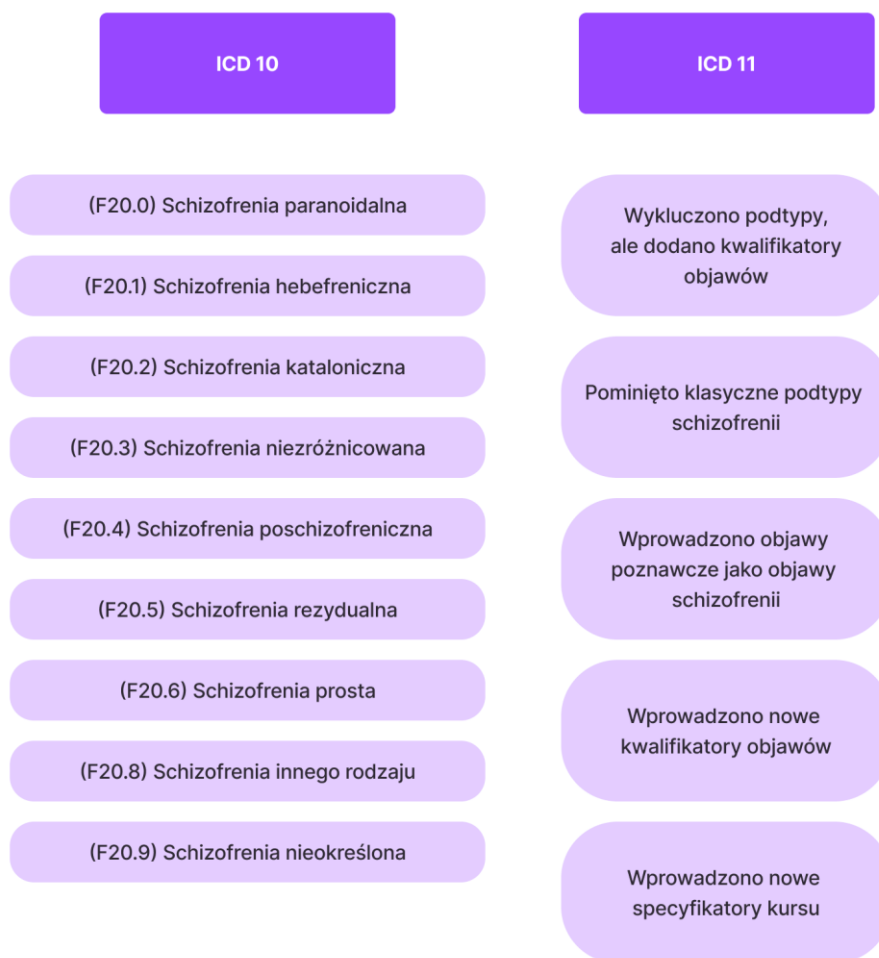 ICD 10
(F20.0) Schizofrenia paranoidalna
(F20.1) Schizofrenia hebefreniczna
(F20.2) Schizofrenia kataloniczna
(F20.3) Schizofrenia niezróżnicowana
(F20.4) Schizofrenia poschizofreniczna
(F20.5) Schizofrenia rezydualna
(F20.6) Schizofrenia prosta
(F20.8) Schizofrenia innego rodzaju
(F20.9) Schizofrenia nieokreślona
ICD 11
Wykluczono podtypy,
ale dodano kwalifikatory
objawów
Pominięto klasyczne podtypy
schizofrenii
Wprowadzono objawy
poznawcze jako objawy
schizofrenii
Wprowadzono nowe
kwalifikatory objawów
Wprowadzono nowe
specyfikatory kursu